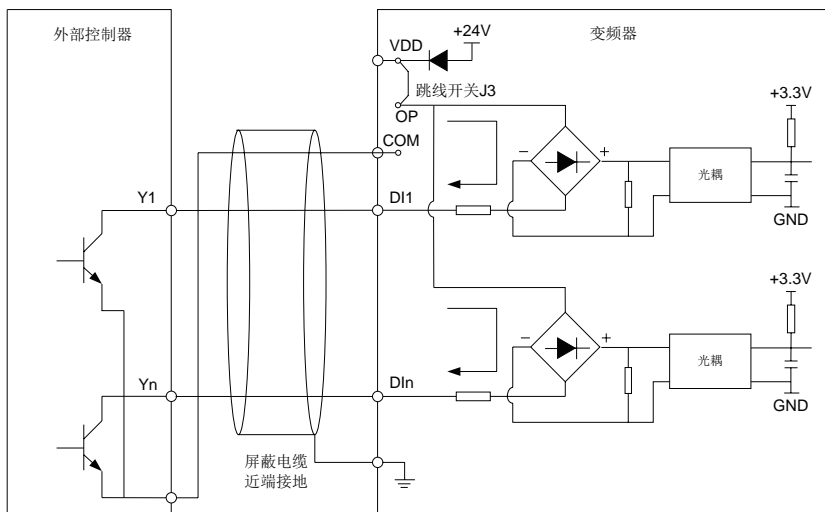 外部控制器
变频器
+24V
VDD
跳线开关J3
OP
COM
+3.3V
−
+
光耦
GND
Y1
DI1
+3.3V
−
+
光耦
GND
Yn
DIn
屏蔽电缆
近端接地